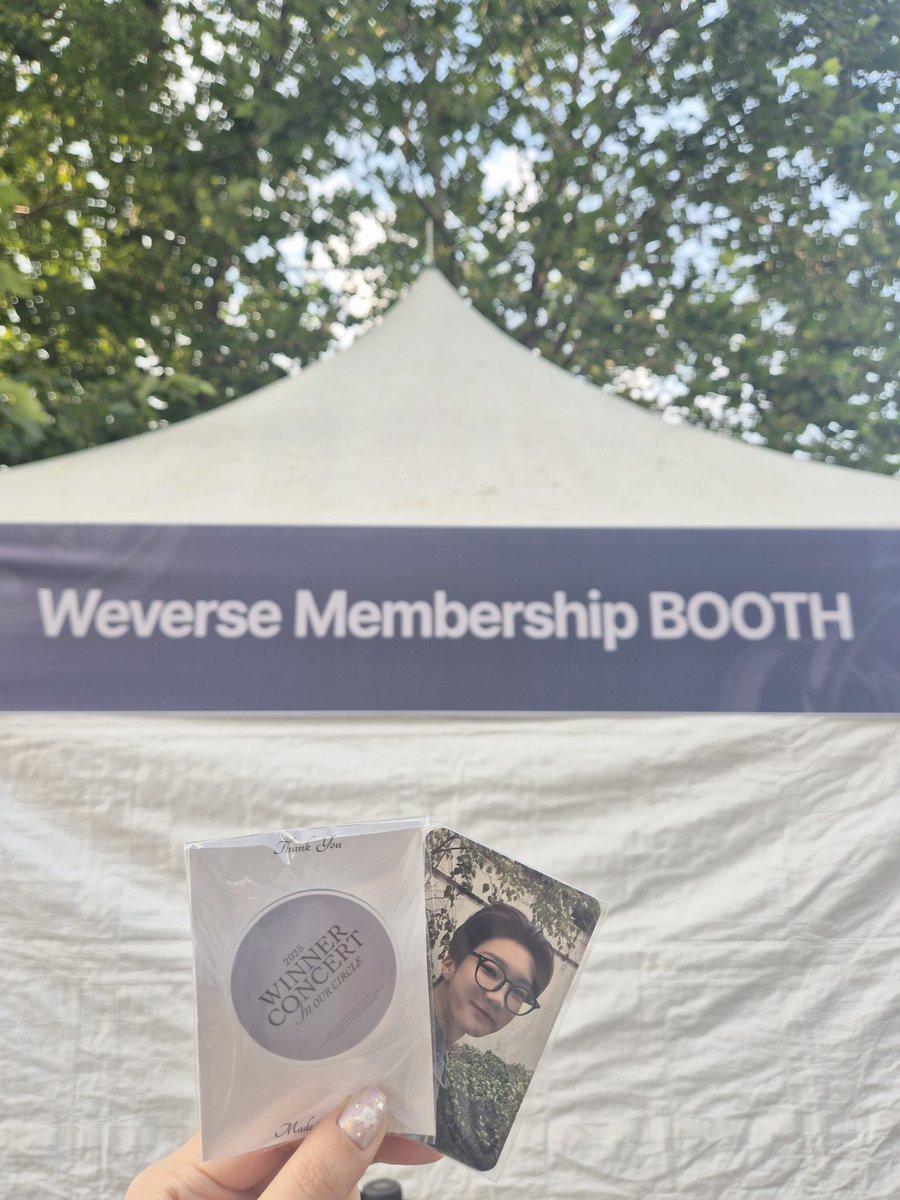 Weverse Membership BOOTH
Thank You
2025
WINNER
CONCERT
IN OUR CIRCLE
Made